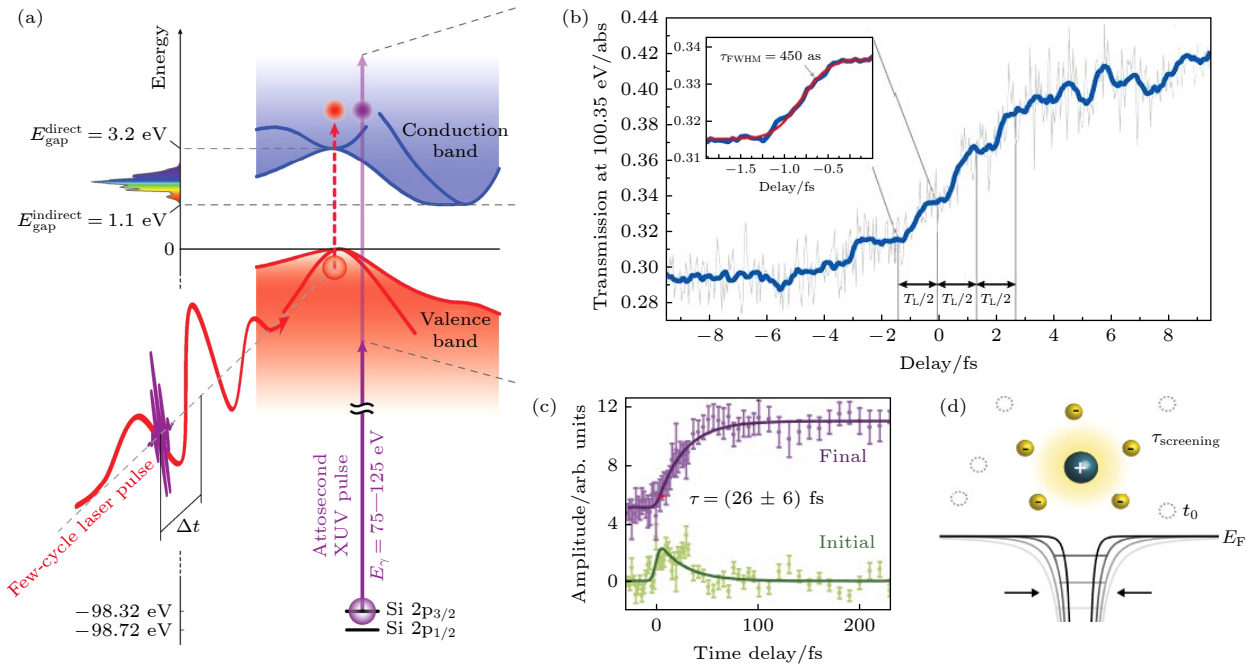 (a)
Energy
E_gap^direct = 3.2 eV
E_gap^indirect = 1.1 eV
0
Conduction
band
Valence
band
Few-cycle laser pulse
Δt
Attosecond
XUV pulse
E_γ = 75—125 eV
−98.32 eV
−98.72 eV
Si 2p_3/2
Si 2p_1/2
(b)
Transmission at 100.35 eV/abs
0.44
0.42
0.40
0.38
0.36
0.34
0.32
0.30
0.28
−8
−6
−4
−2
0
2
4
6
8
Delay/fs
T_L/2
T_L/2
T_L/2
τ_FWHM = 450 as
0.33
0.32
0.31
−1.5
−1.0
−0.5
Delay/fs
(c)
Amplitude/arb. units
12
8
4
0
0
100
200
Time delay/fs
Final
τ = (26 ± 6) fs
Initial
(d)
τ_screening
+
-
-
-
-
-
t_0
E_F